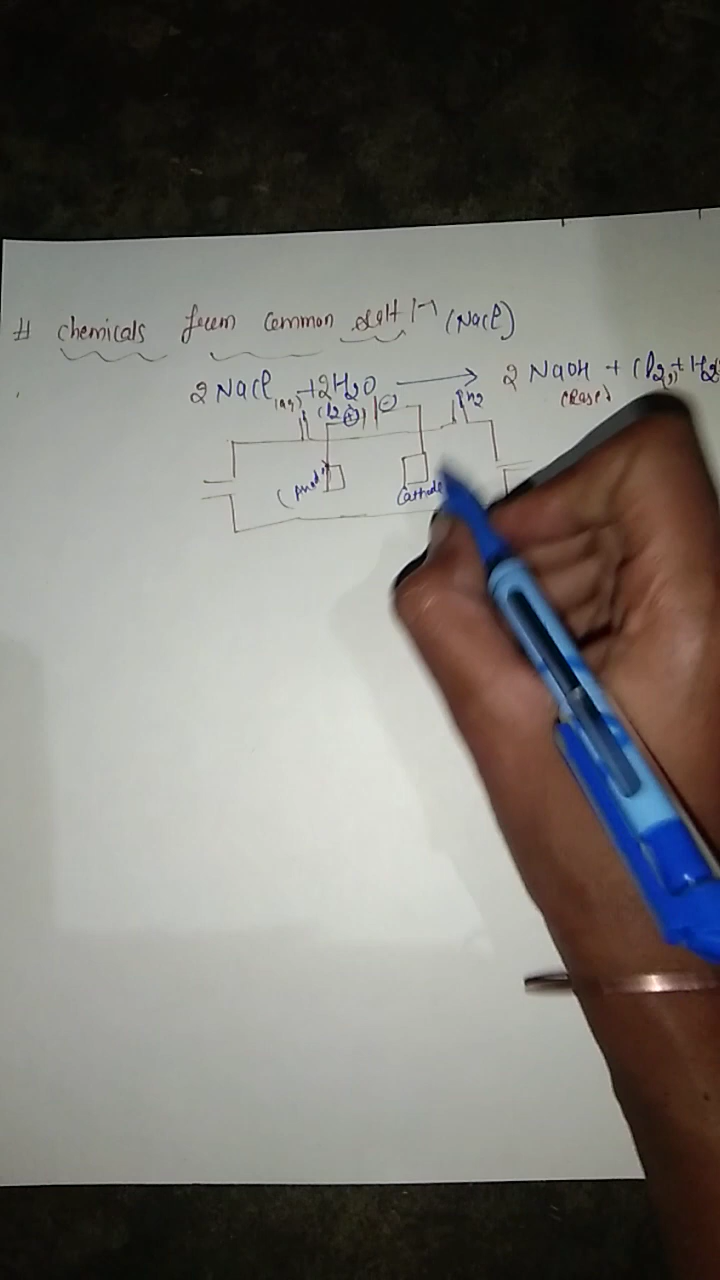 # chemicals from common salt :→ (NaCl)
2 NaCl(aq) + 2H₂O ⟶ 2 NaOH + Cl₂ + H₂
(Base)
Cl₂ ⊕ | ⊖ H₂
(Anode) Cathode